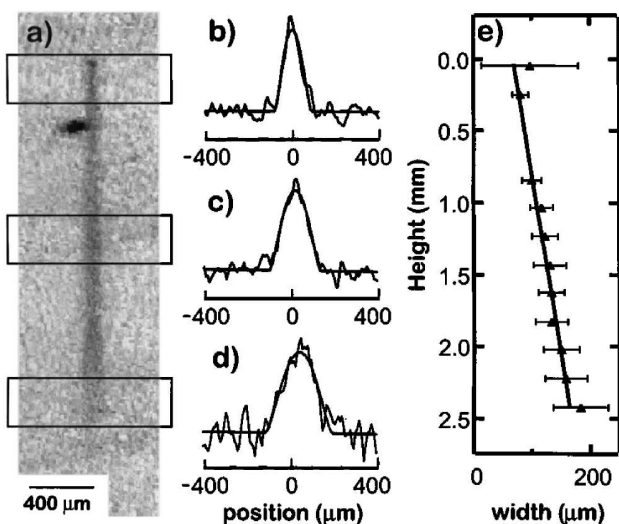 a)
400 µm
b)
-400 0 400
c)
-400 0 400
d)
-400 0 400
position (µm)
e)
Height (mm)
0.0
0.5
1.0
1.5
2.0
2.5
0 100 200
width (µm)